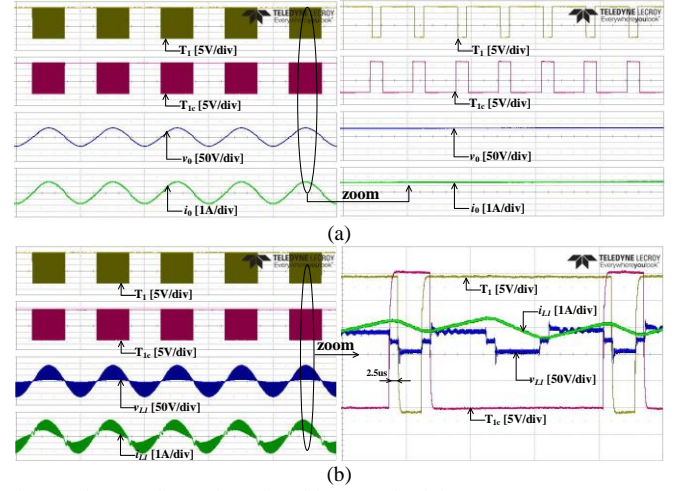 TELEDYNE LECROY
Everywhereyoulook
T1 [5V/div]
T1c [5V/div]
v0 [50V/div]
i0 [1A/div]
TELEDYNE LECROY
Everywhereyoulook
T1 [5V/div]
T1c [5V/div]
v0 [50V/div]
i0 [1A/div]
zoom
(a)
TELEDYNE LECROY
Everywhereyoulook
T1 [5V/div]
T1c [5V/div]
vL1 [50V/div]
iL1 [1A/div]
zoom
TELEDYNE LECROY
Everywhereyoulook
T1 [5V/div]
iL1 [1A/div]
2.5us
vL1 [50V/div]
T1c [5V/div]
(b)